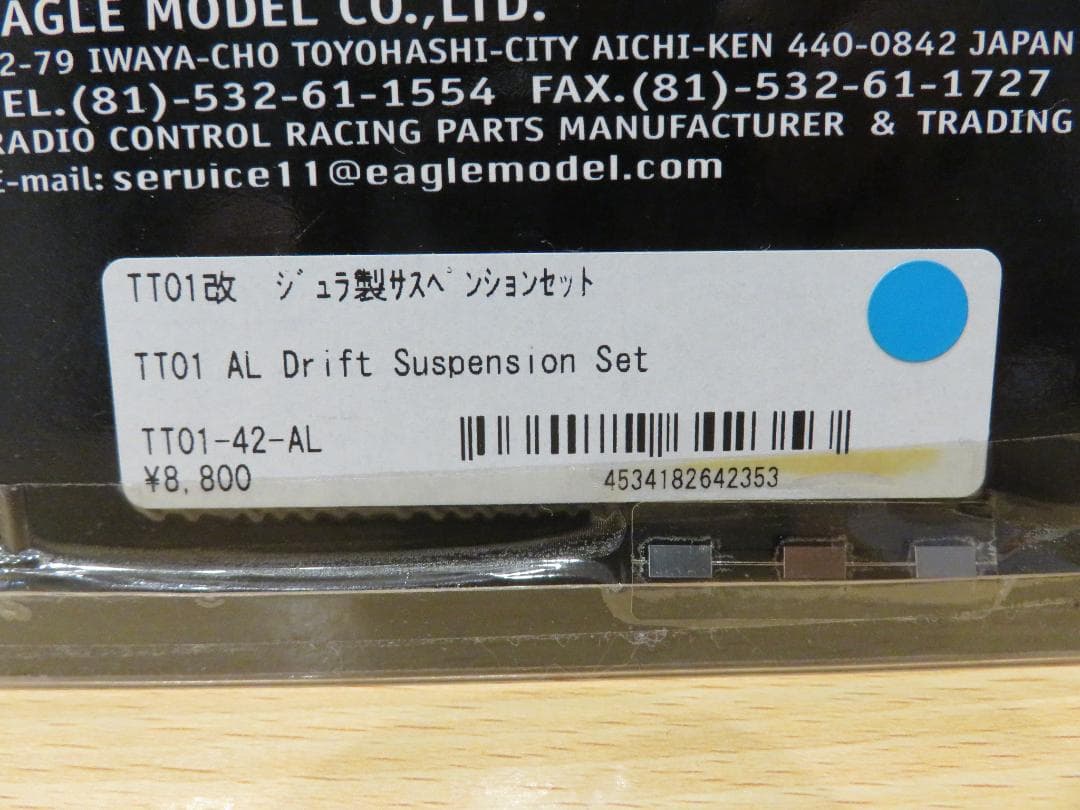 EAGLE MODEL CO.,LTD.
2-79 IWAYA-CHO TOYOHASHI-CITY AICHI-KEN 440-0842 JAPAN
TEL.(81)-532-61-1554 FAX.(81)-532-61-1727
RADIO CONTROL RACING PARTS MANUFACTURER & TRADING
E-mail: service11@eaglemodel.com
TT01改 ジュラ製サスペンションセット
TT01 AL Drift Suspension Set
TT01-42-AL
¥8,800
4534182642353